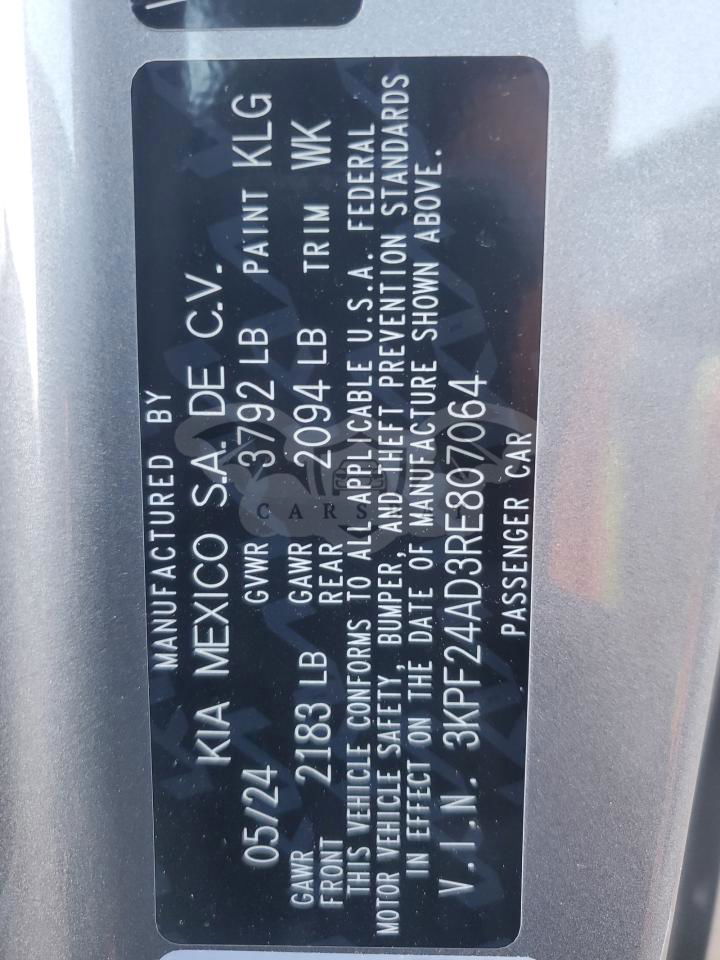 MANUFACTURED BY
KIA MEXICO S.A. DE C.V.
05/24 GVWR 3792 LB PAINT KLG
GAWR FRONT 2183 LB GAWR REAR 2094 LB TRIM WK
THIS VEHICLE CONFORMS TO ALL APPLICABLE U.S.A. FEDERAL
MOTOR VEHICLE SAFETY, BUMPER, AND THEFT PREVENTION STANDARDS
IN EFFECT ON THE DATE OF MANUFACTURE SHOWN ABOVE.
V.I.N. 3KPF24AD3RE807064
PASSENGER CAR